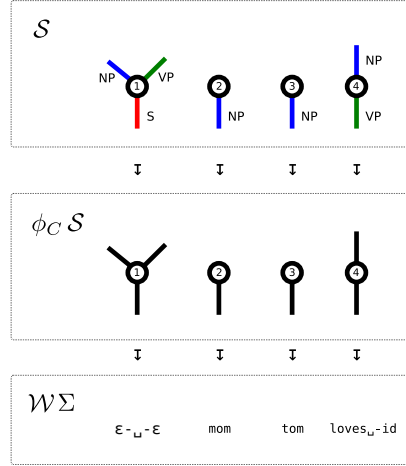 𝒮
NP
NP VP
1 2 3 4
S NP NP VP
↧ ↧ ↧ ↧
ϕ_C 𝒮
1 2 3 4
↧ ↧ ↧ ↧
𝒲Σ
ε-␣-ε mom tom loves␣-id